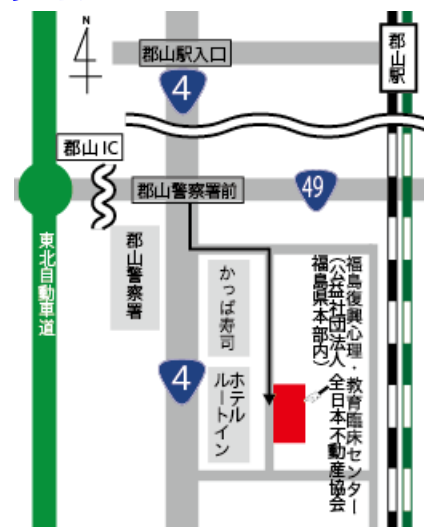 N
郡山駅入口
郡山駅
4
郡山IC
郡山警察署前
49
東北自動車道
郡山警察署
かっぱ寿司
福島復興心理・教育臨床センター
(公益社団法人 全日本不動産協会
福島県本部内)
4
ホテル
ルートイン